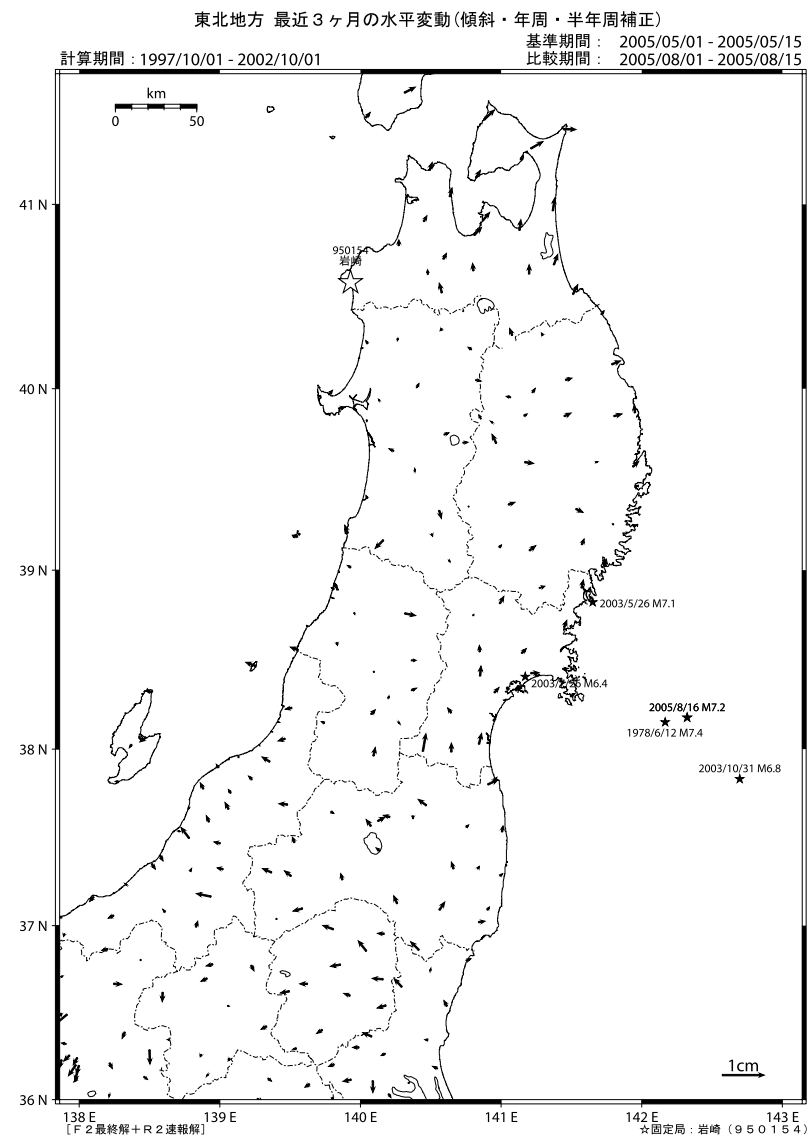 東北地方 最近３ヶ月の水平変動(傾斜・年周・半年周補正)
基準期間： 2005/05/01 - 2005/05/15
計算期間：1997/10/01 - 2002/10/01
比較期間： 2005/08/01 - 2005/08/15
km
0 50
41 N
950154
岩崎
40 N
39 N
2003/5/26 M7.1
2003/7/26 M6.4
2005/8/16 M7.2
1978/6/12 M7.4
38 N
2003/10/31 M6.8
37 N
1cm
36 N
138 E 139 E 140 E 141 E 142 E 143 E
［Ｆ２最終解＋Ｒ２速報解］
☆固定局：岩崎（９５０１５４）